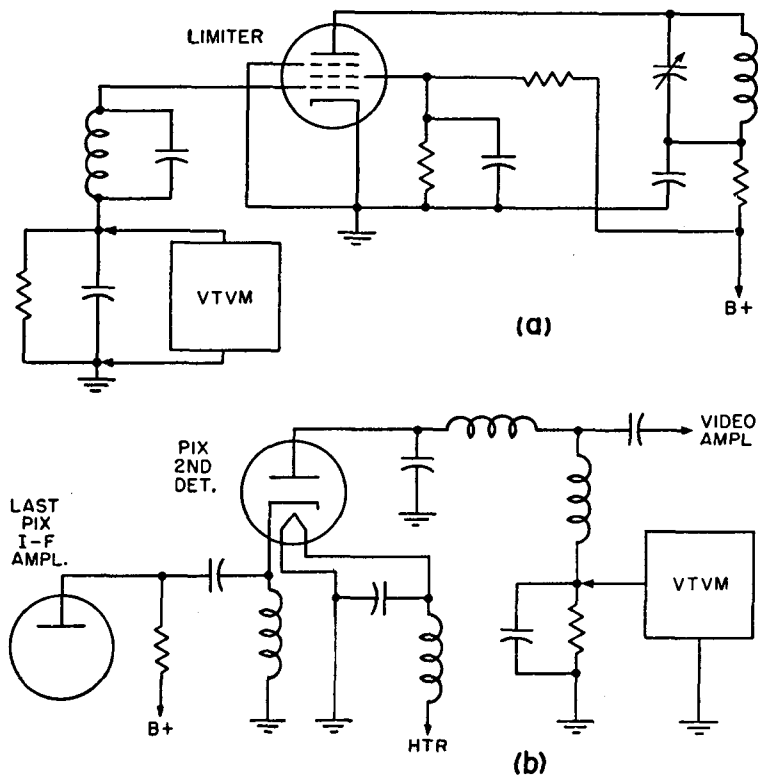 LIMITER
VTVM
B+
(a)
PIX
2ND
DET.
VIDEO
AMPL
LAST
PIX
I-F
AMPL.
VTVM
B+
HTR
(b)